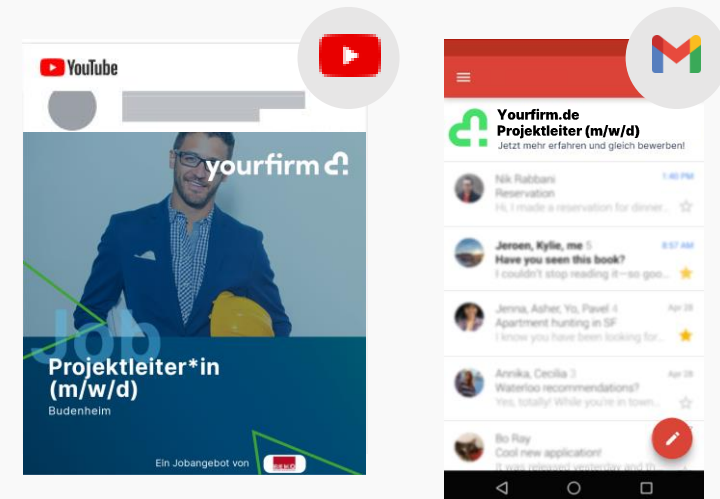 YouTube
yourfirm
Job
Projektleiter*in
(m/w/d)
Budenheim
Ein Jobangebot von
Yourfirm.de
Projektleiter (m/w/d)
Jetzt mehr erfahren und gleich bewerben!
Nik Rabbani
1:40 PM
Reservation
Hi, I made a reservation for dinner...
Jeroen, Kylie, me 5
8:57 AM
Have you seen this book?
I couldn't stop reading it—so goo...
Jenna, Asher, Yo, Pavel 4
Apr 28
Apartment hunting in SF
I know you have been looking for...
Annika, Cecilia 3
Apr 28
Waterloo recommendations?
Yes, totally! While you're in town...
Bo Ray
Cool new application!
It was released yesterday and th